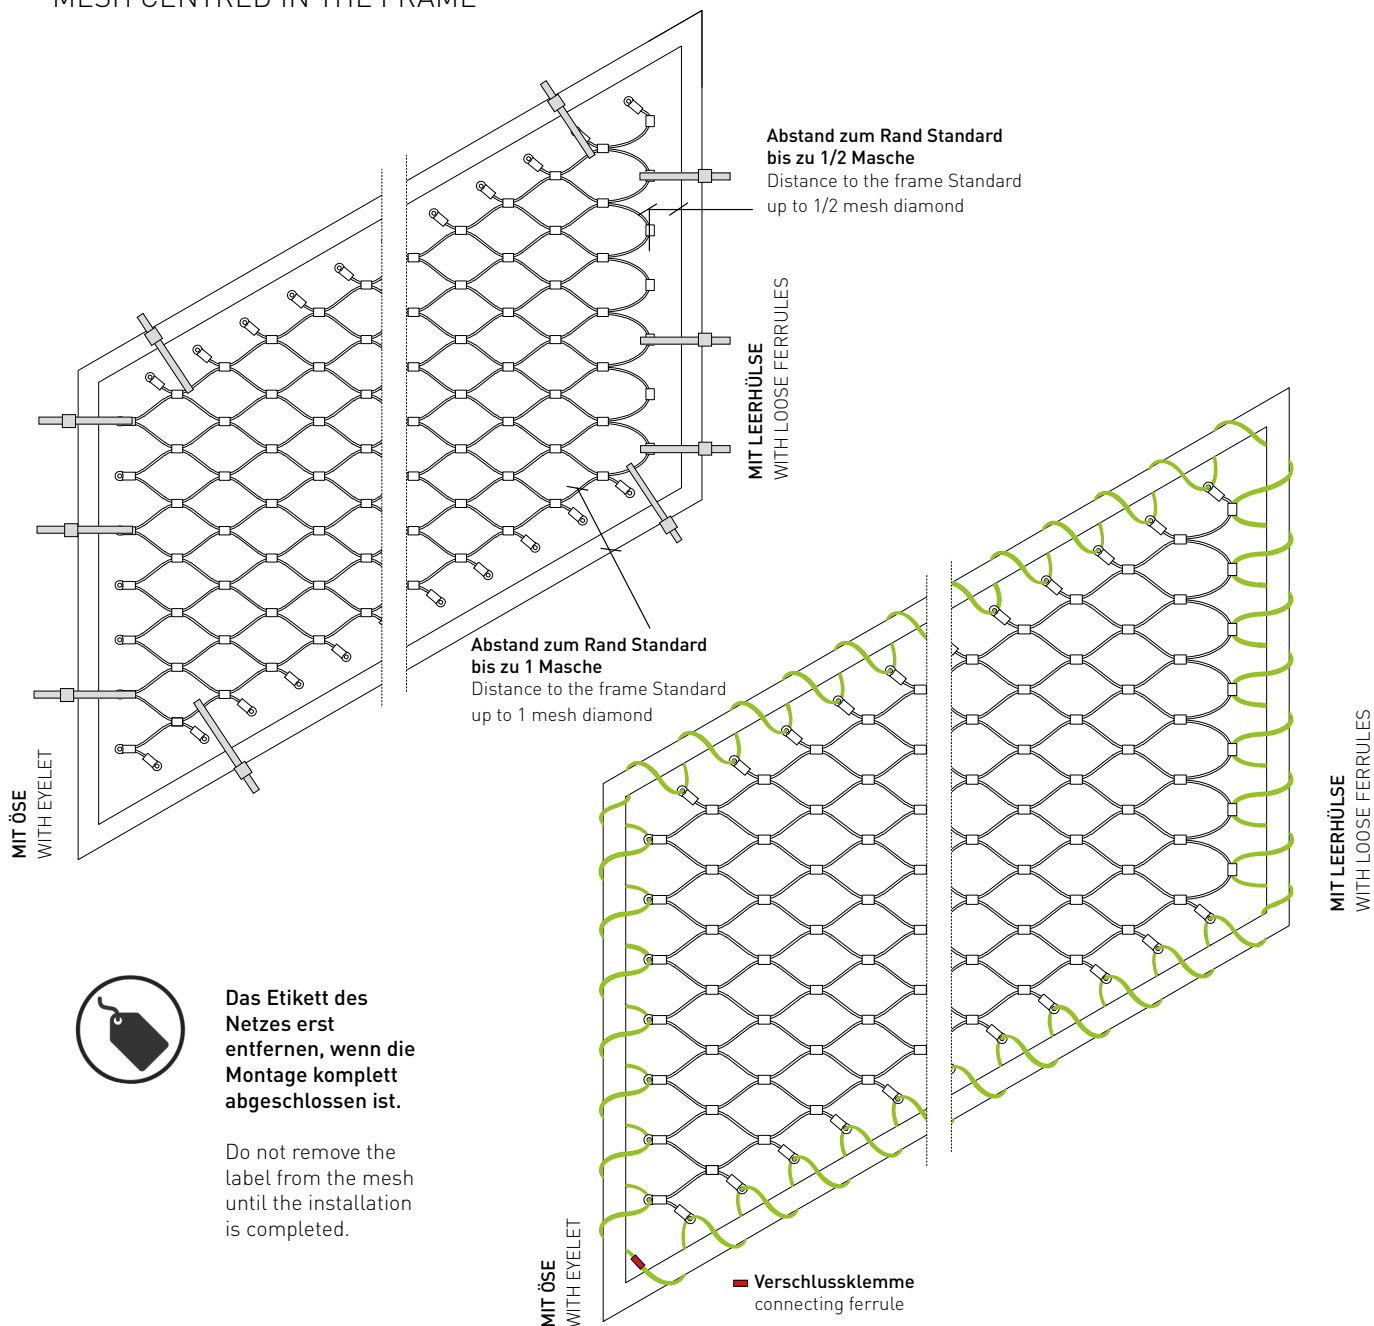 MESH CENTRED IN THE FRAME
Abstand zum Rand Standard
bis zu 1/2 Masche
Distance to the frame Standard
up to 1/2 mesh diamond
MIT LEERHÜLSE
WITH LOOSE FERRULES
Abstand zum Rand Standard
bis zu 1 Masche
Distance to the frame Standard
up to 1 mesh diamond
MIT ÖSE
WITH EYELET
MIT LEERHÜLSE
WITH LOOSE FERRULES
Das Etikett des
Netzes erst
entfernen, wenn die
Montage komplett
abgeschlossen ist.
Do not remove the
label from the mesh
until the installation
is completed.
MIT ÖSE
WITH EYELET
Verschlussklemme
connecting ferrule